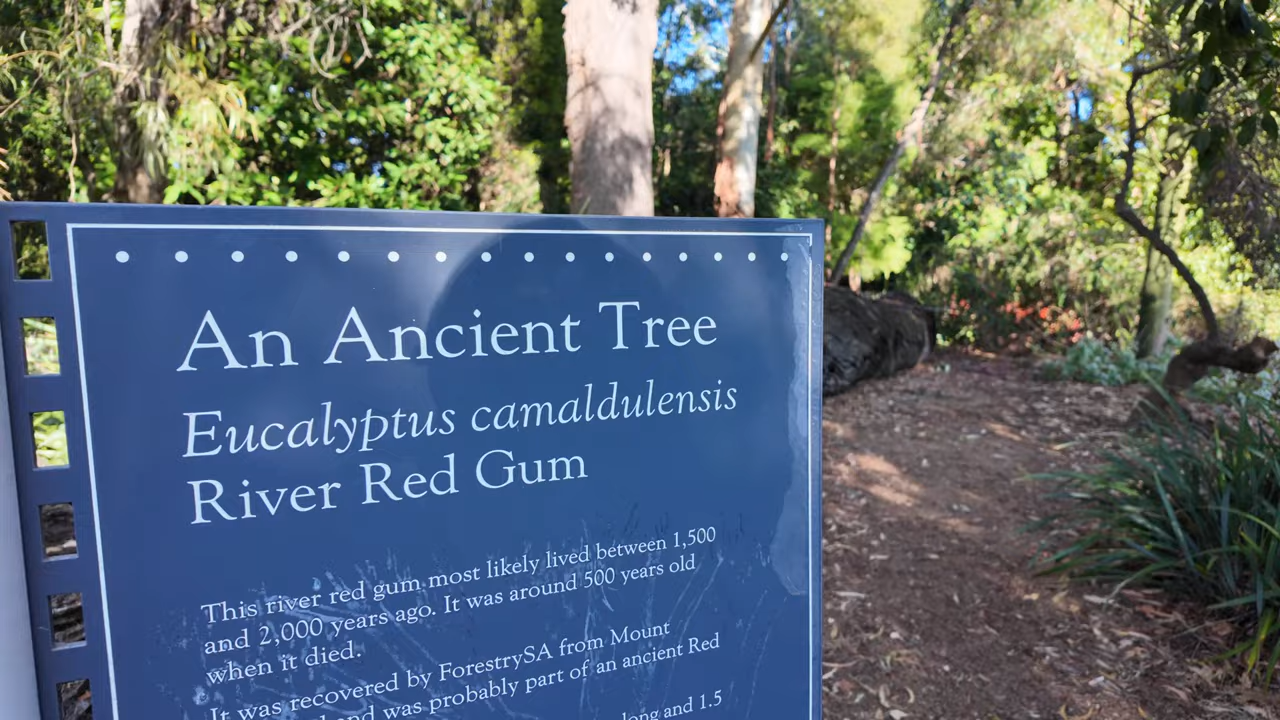 An Ancient Tree
Eucalyptus camaldulensis
River Red Gum
This river red gum most likely lived between 1,500
and 2,000 years ago. It was around 500 years old
when it died.
It was recovered by ForestrySA from Mount
and was probably part of an ancient Red
long and 1.5